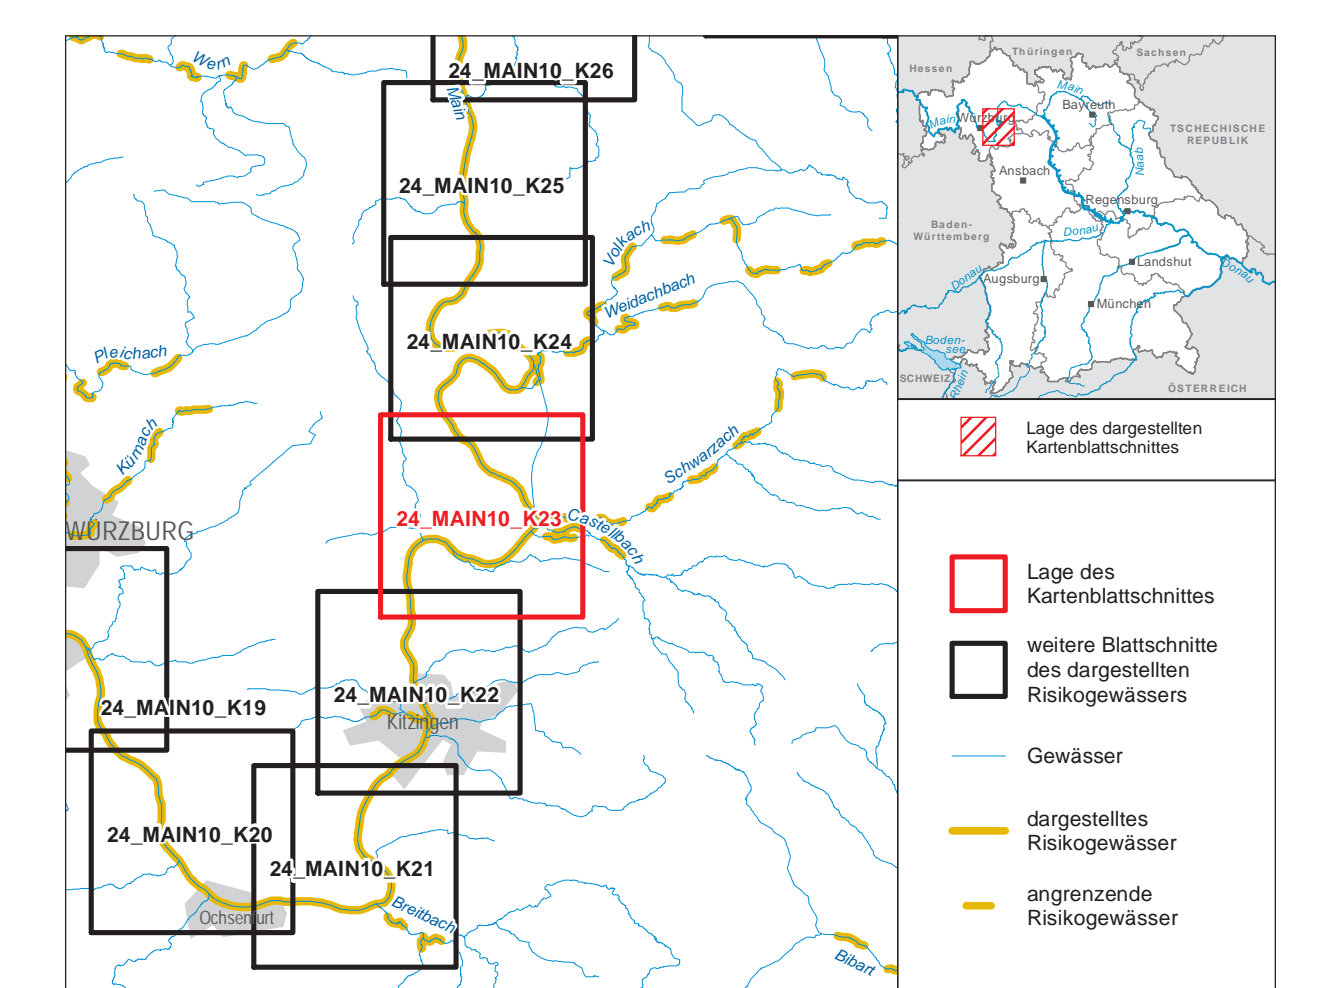 Wern
24_MAIN10_K26
Main
24_MAIN10_K25
Volkach
Weidachbach
24_MAIN10_K24
Pleichach
Kürnach
Schwarzach
WÜRZBURG
24_MAIN10_K23
Castellbach
24_MAIN10_K22
Kitzingen
24_MAIN10_K19
24_MAIN10_K20
24_MAIN10_K21
Ochsenfurt
Breitbach
Bibart
Thüringen
Sachsen
Hessen
Main
Bayreuth
Main
Würzburg
TSCHECHISCHE
REPUBLIK
Naab
Ansbach
Regensburg
Baden-
Württemberg
Donau
Landshut
Donau
Augsburg
Donau
München
Boden-
see
SCHWEIZ
Rhein
ÖSTERREICH
Lage des dargestellten
Kartenblattschnittes
Lage des
Kartenblattschnittes
weitere Blattschnitte
des dargestellten
Risikogewässers
Gewässer
dargestelltes
Risikogewässer
angrenzende
Risikogewässer